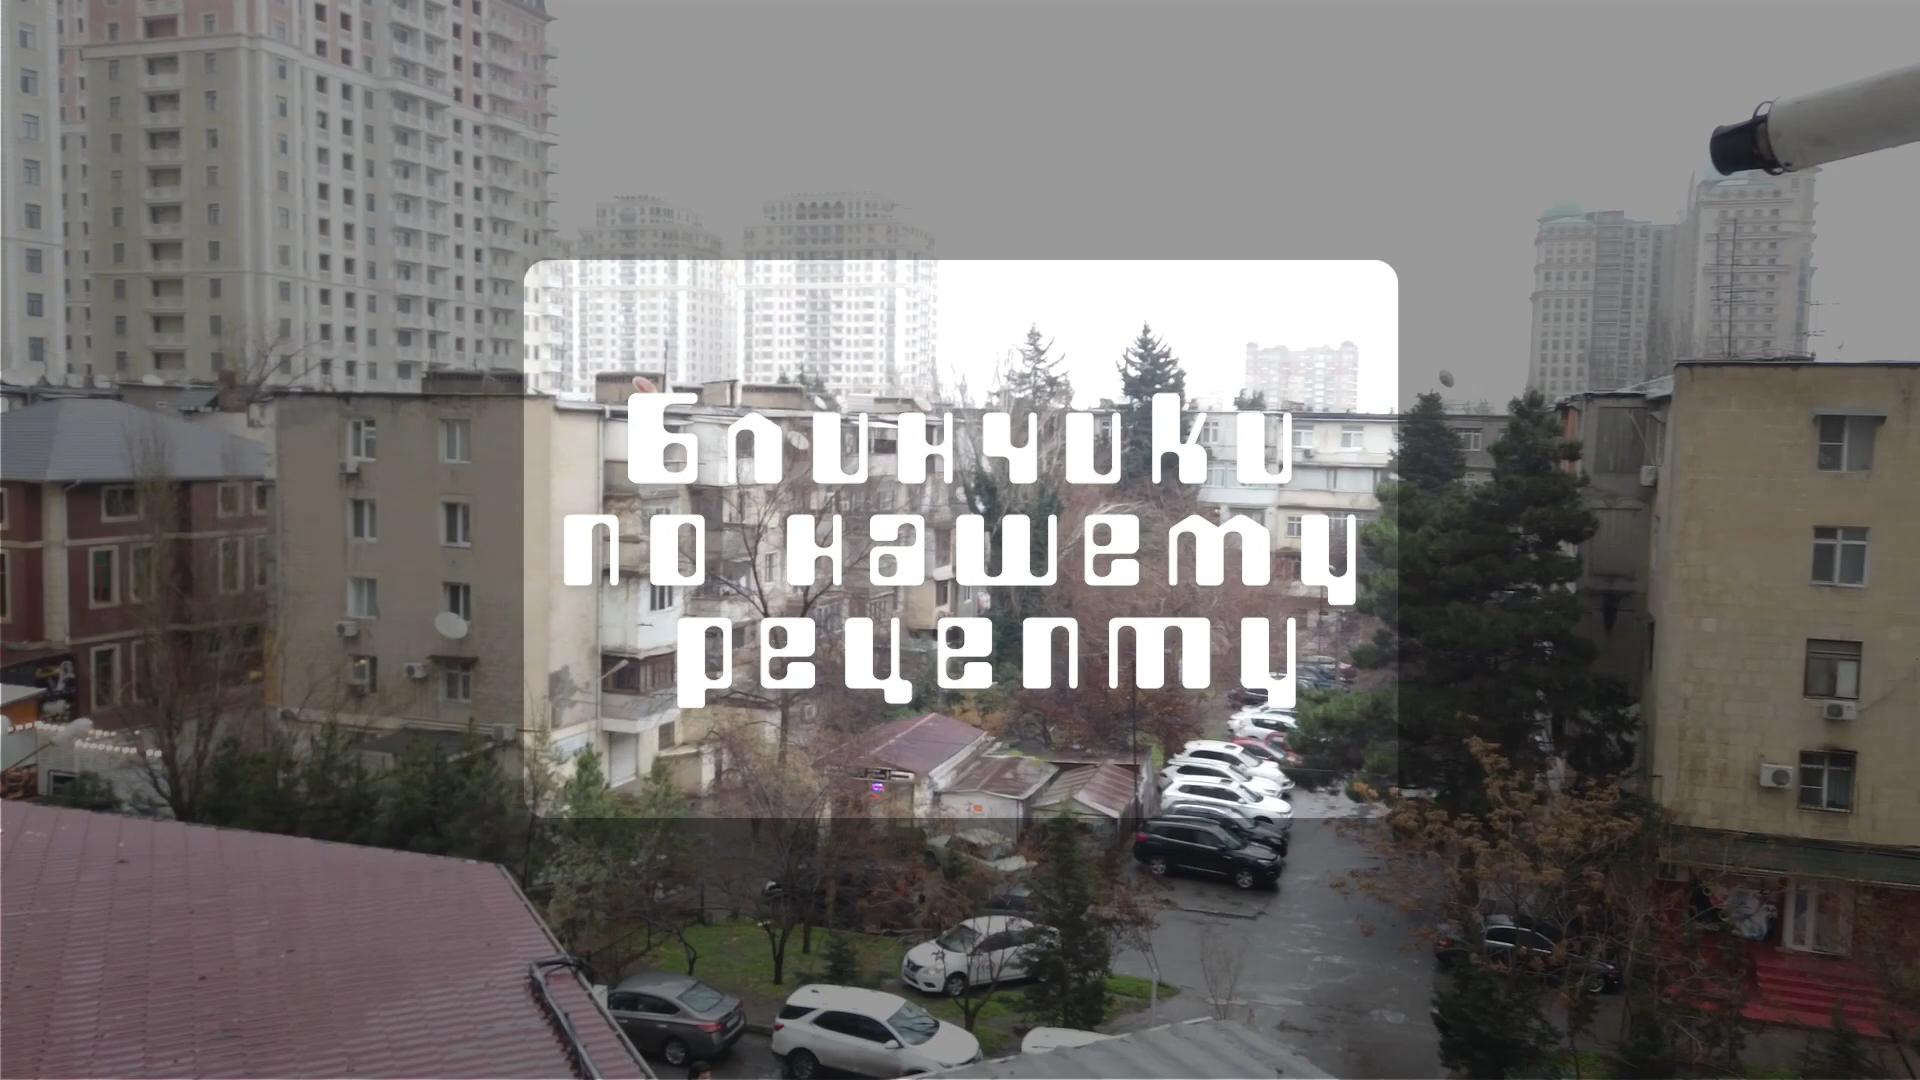 Блинчики
по нашему
рецепту